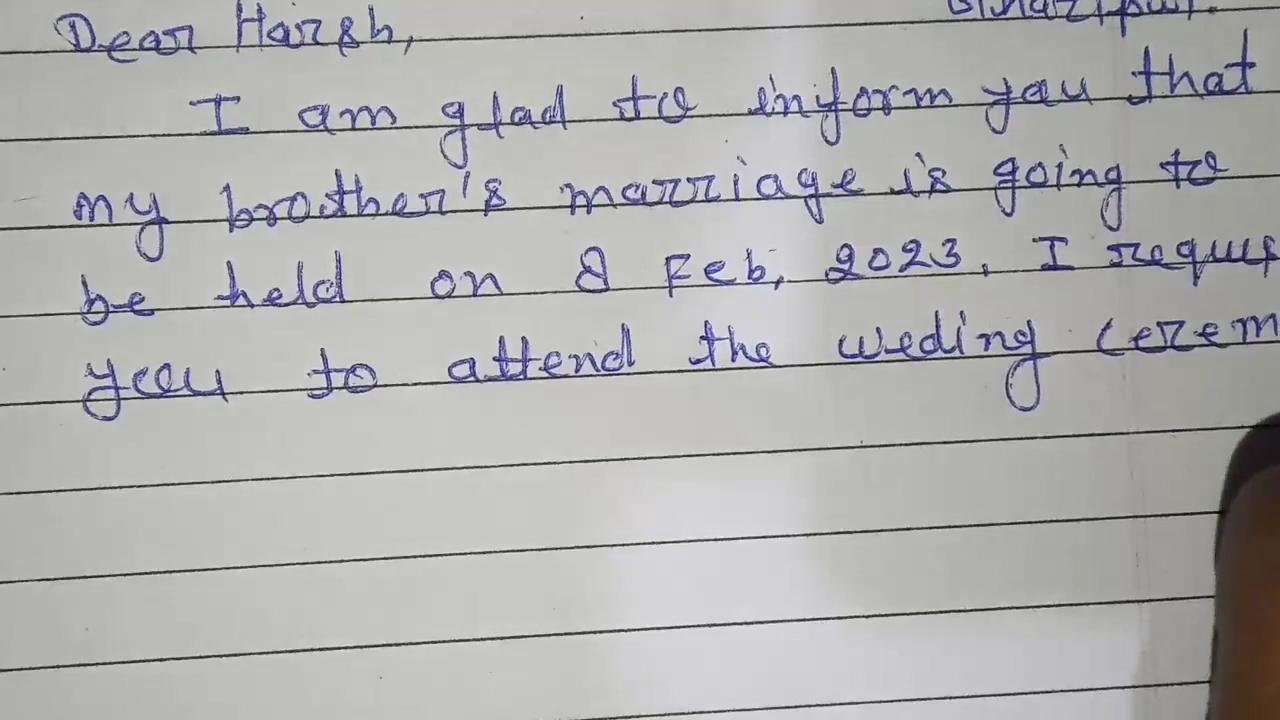 Dear Harsh,
I am glad to inform you that
my brother's marriage is going to
be held on 8 Feb, 2023. I reques
you to attend the weding cerem